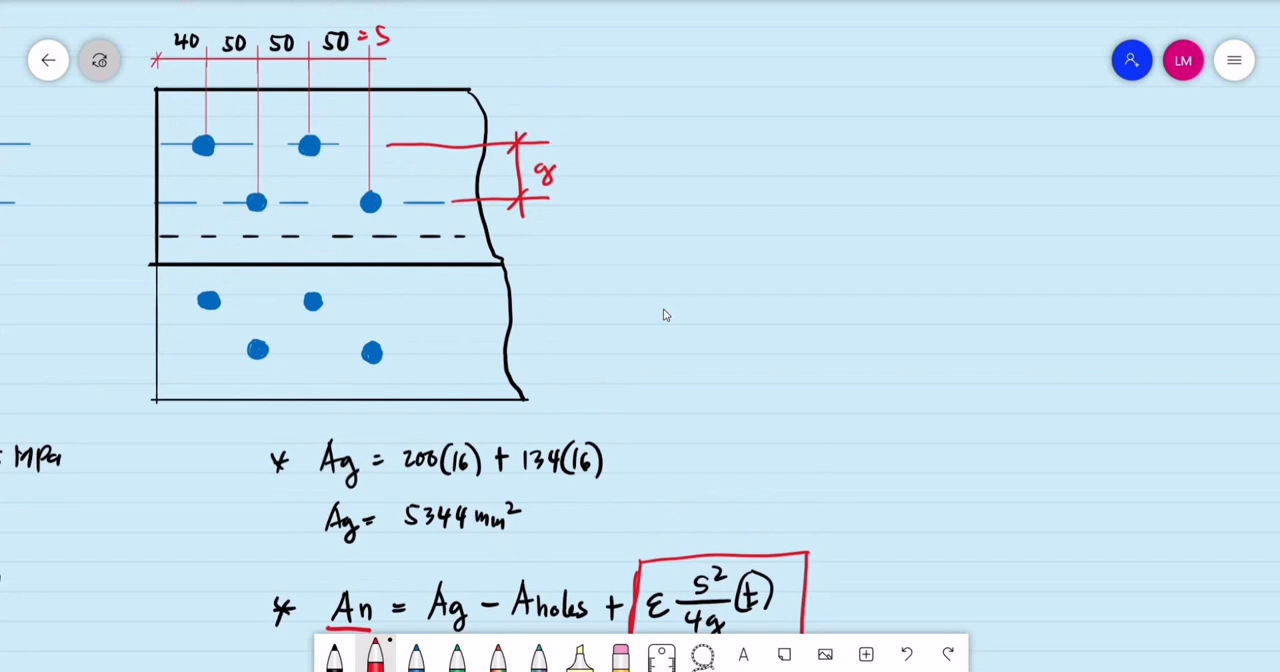 40 50 50 50 = S
LM
g
= MPa
* Ag = 200(16) + 134(16)
Ag = 5344 mm²
* An = Ag - Aholes + Σ S²/4g (t)
A